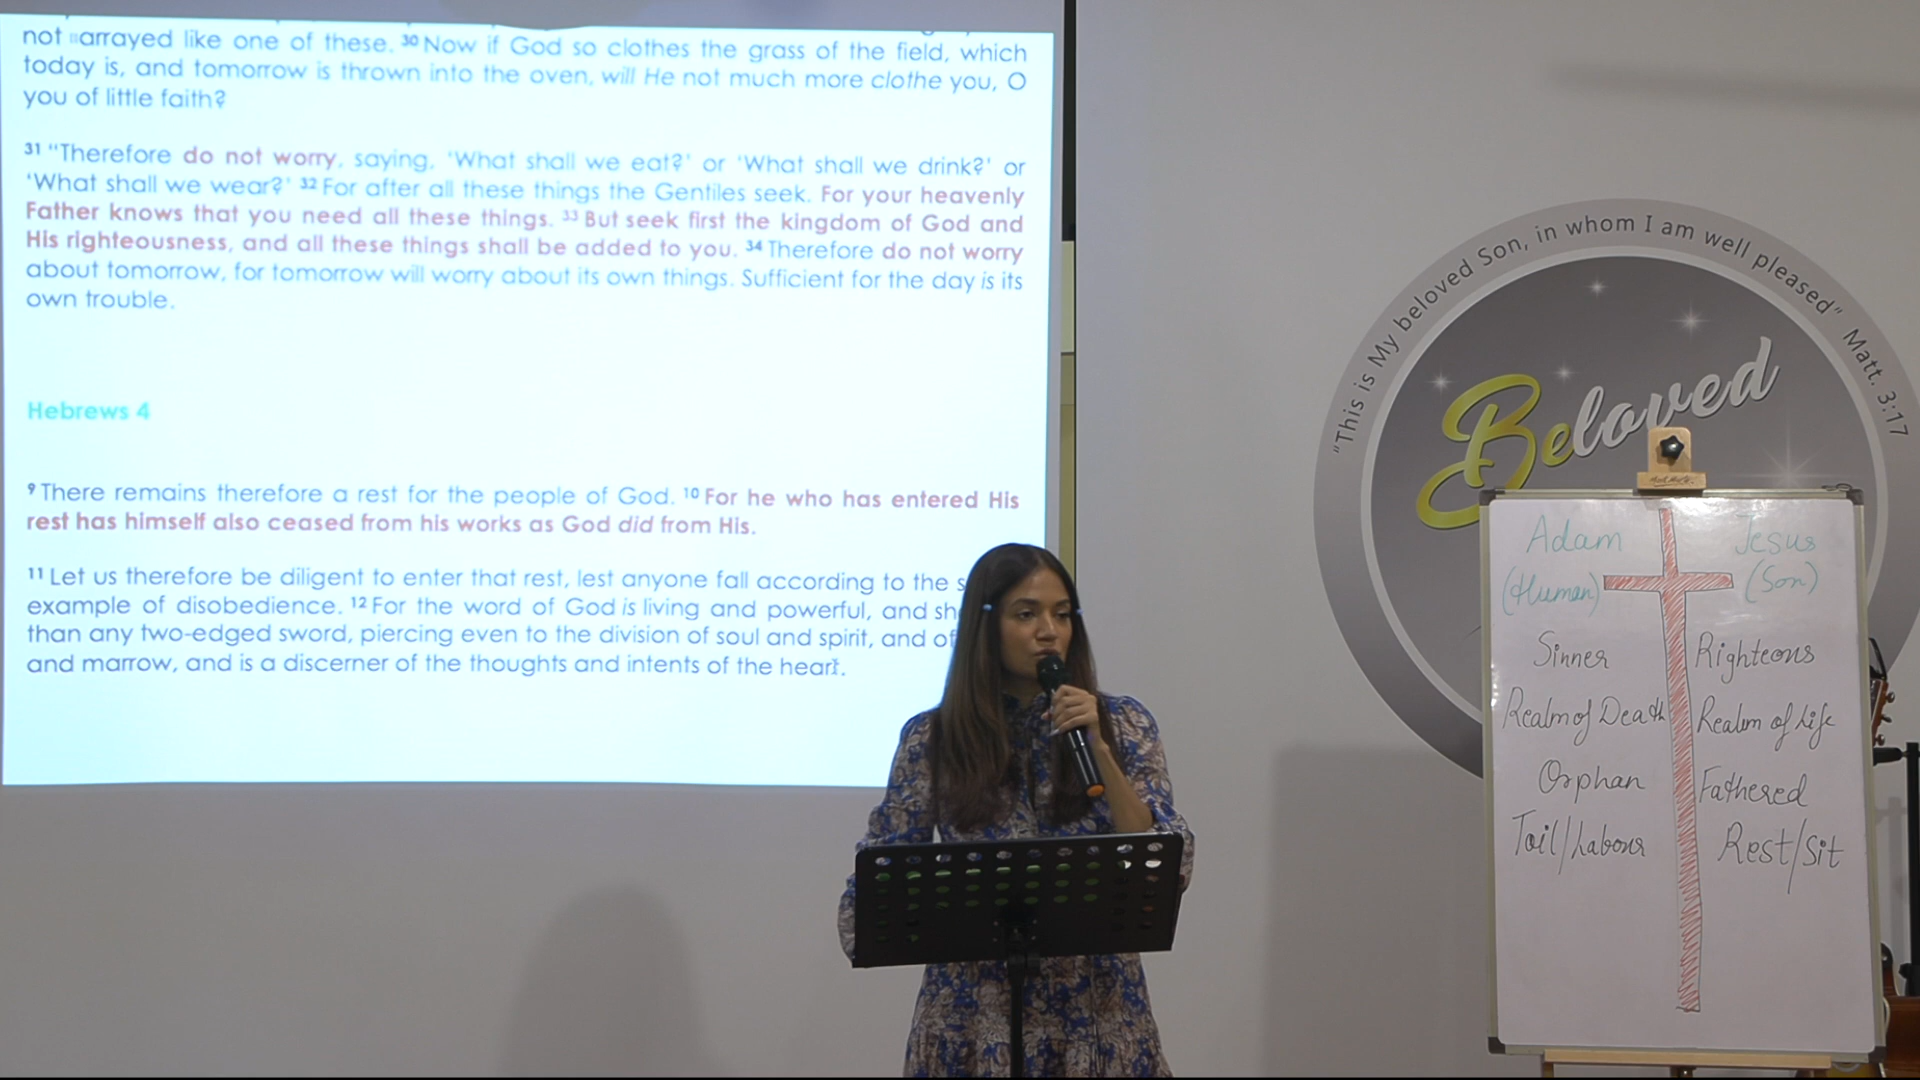 not arrayed like one of these. 30 Now if God so clothes the grass of the field, which
today is, and tomorrow is thrown into the oven, will He not much more clothe you, O
you of little faith?
31 "Therefore do not worry, saying, 'What shall we eat?' or 'What shall we drink?' or
'What shall we wear?' 32 For after all these things the Gentiles seek. For your heavenly
Father knows that you need all these things. 33 But seek first the kingdom of God and
His righteousness, and all these things shall be added to you. 34 Therefore do not worry
about tomorrow, for tomorrow will worry about its own things. Sufficient for the day is its
own trouble.
Hebrews 4
9 There remains therefore a rest for the people of God. 10 For he who has entered His
rest has himself also ceased from his works as God did from His.
11 Let us therefore be diligent to enter that rest, lest anyone fall according to the s
example of disobedience. 12 For the word of God is living and powerful, and sh
than any two-edged sword, piercing even to the division of soul and spirit, and of
and marrow, and is a discerner of the thoughts and intents of the heart.
"This is My beloved Son, in whom I am well pleased" Matt. 3:17
Beloved
Adam Jesus
(Human) (Son)
Sinner Righteous
Realm of Death Realm of Life
Orphan Fathered
Toil/Labour Rest/Sit